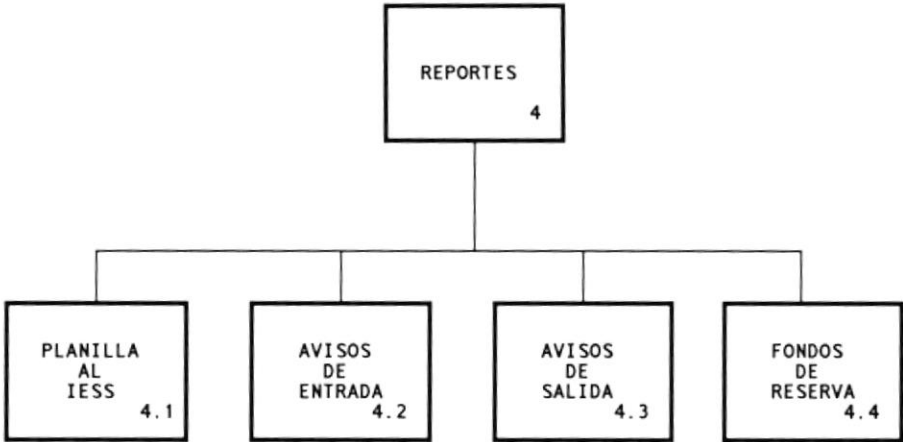 REPORTES
4
PLANILLA
AL
IESS
4.1
AVISOS
DE
ENTRADA
4.2
AVISOS
DE
SALIDA
4.3
FONDOS
DE
RESERVA
4.4